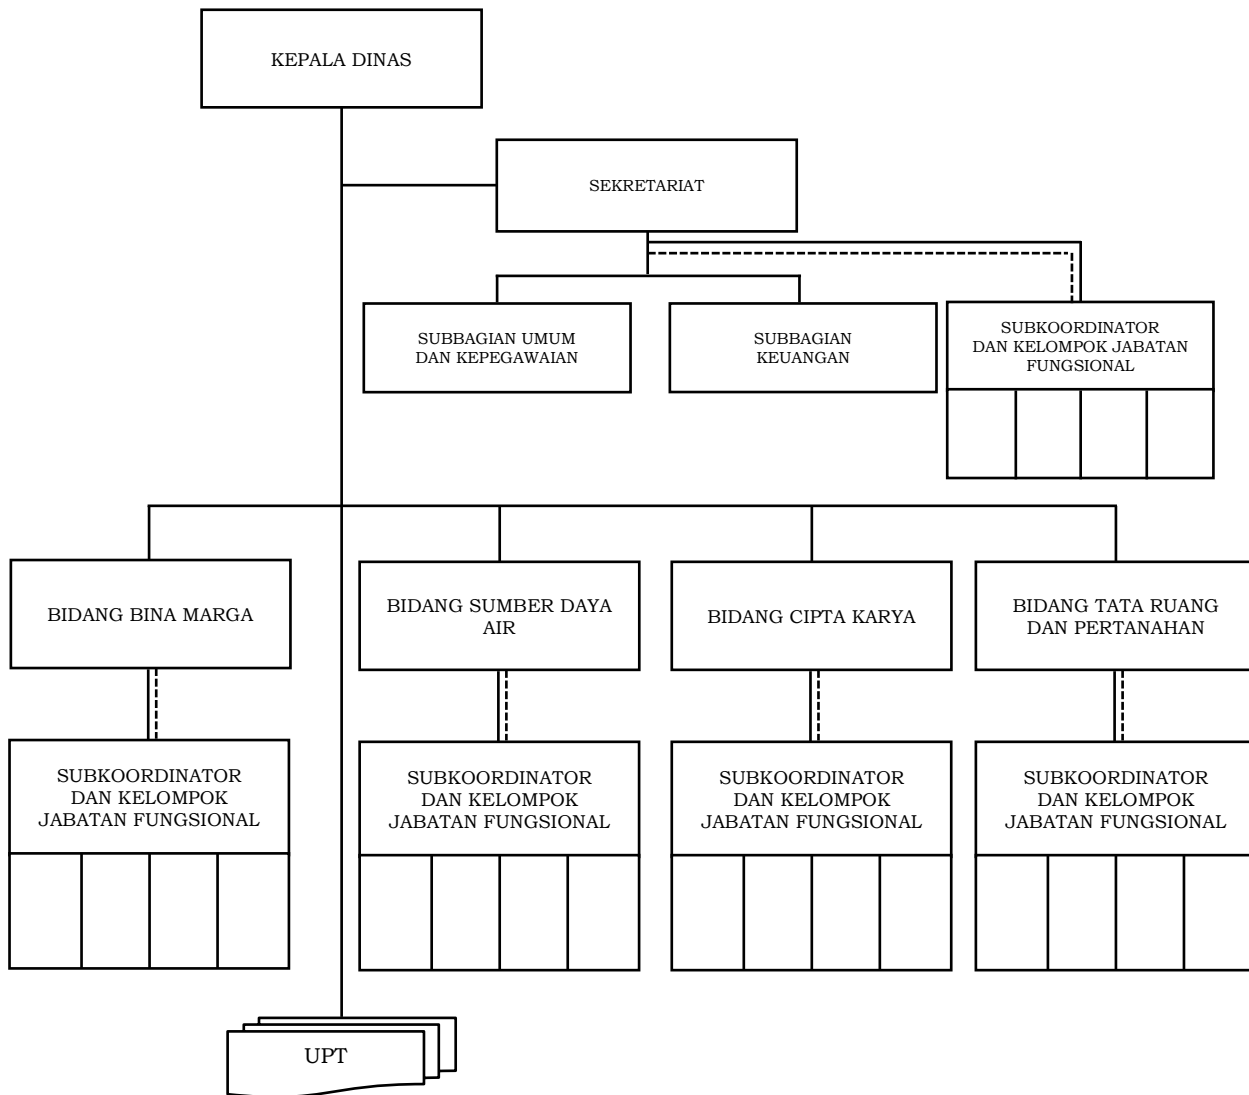 KEPALA DINAS
SEKRETARIAT
SUBBAGIAN UMUM
DAN KEPEGAWAIAN
SUBBAGIAN
KEUANGAN
SUBKOORDINATOR
DAN KELOMPOK JABATAN
FUNGSIONAL
BIDANG BINA MARGA
BIDANG SUMBER DAYA
AIR
BIDANG CIPTA KARYA
BIDANG TATA RUANG
DAN PERTANAHAN
SUBKOORDINATOR
DAN KELOMPOK
JABATAN FUNGSIONAL
SUBKOORDINATOR
DAN KELOMPOK
JABATAN FUNGSIONAL
SUBKOORDINATOR
DAN KELOMPOK
JABATAN FUNGSIONAL
SUBKOORDINATOR
DAN KELOMPOK
JABATAN FUNGSIONAL
UPT